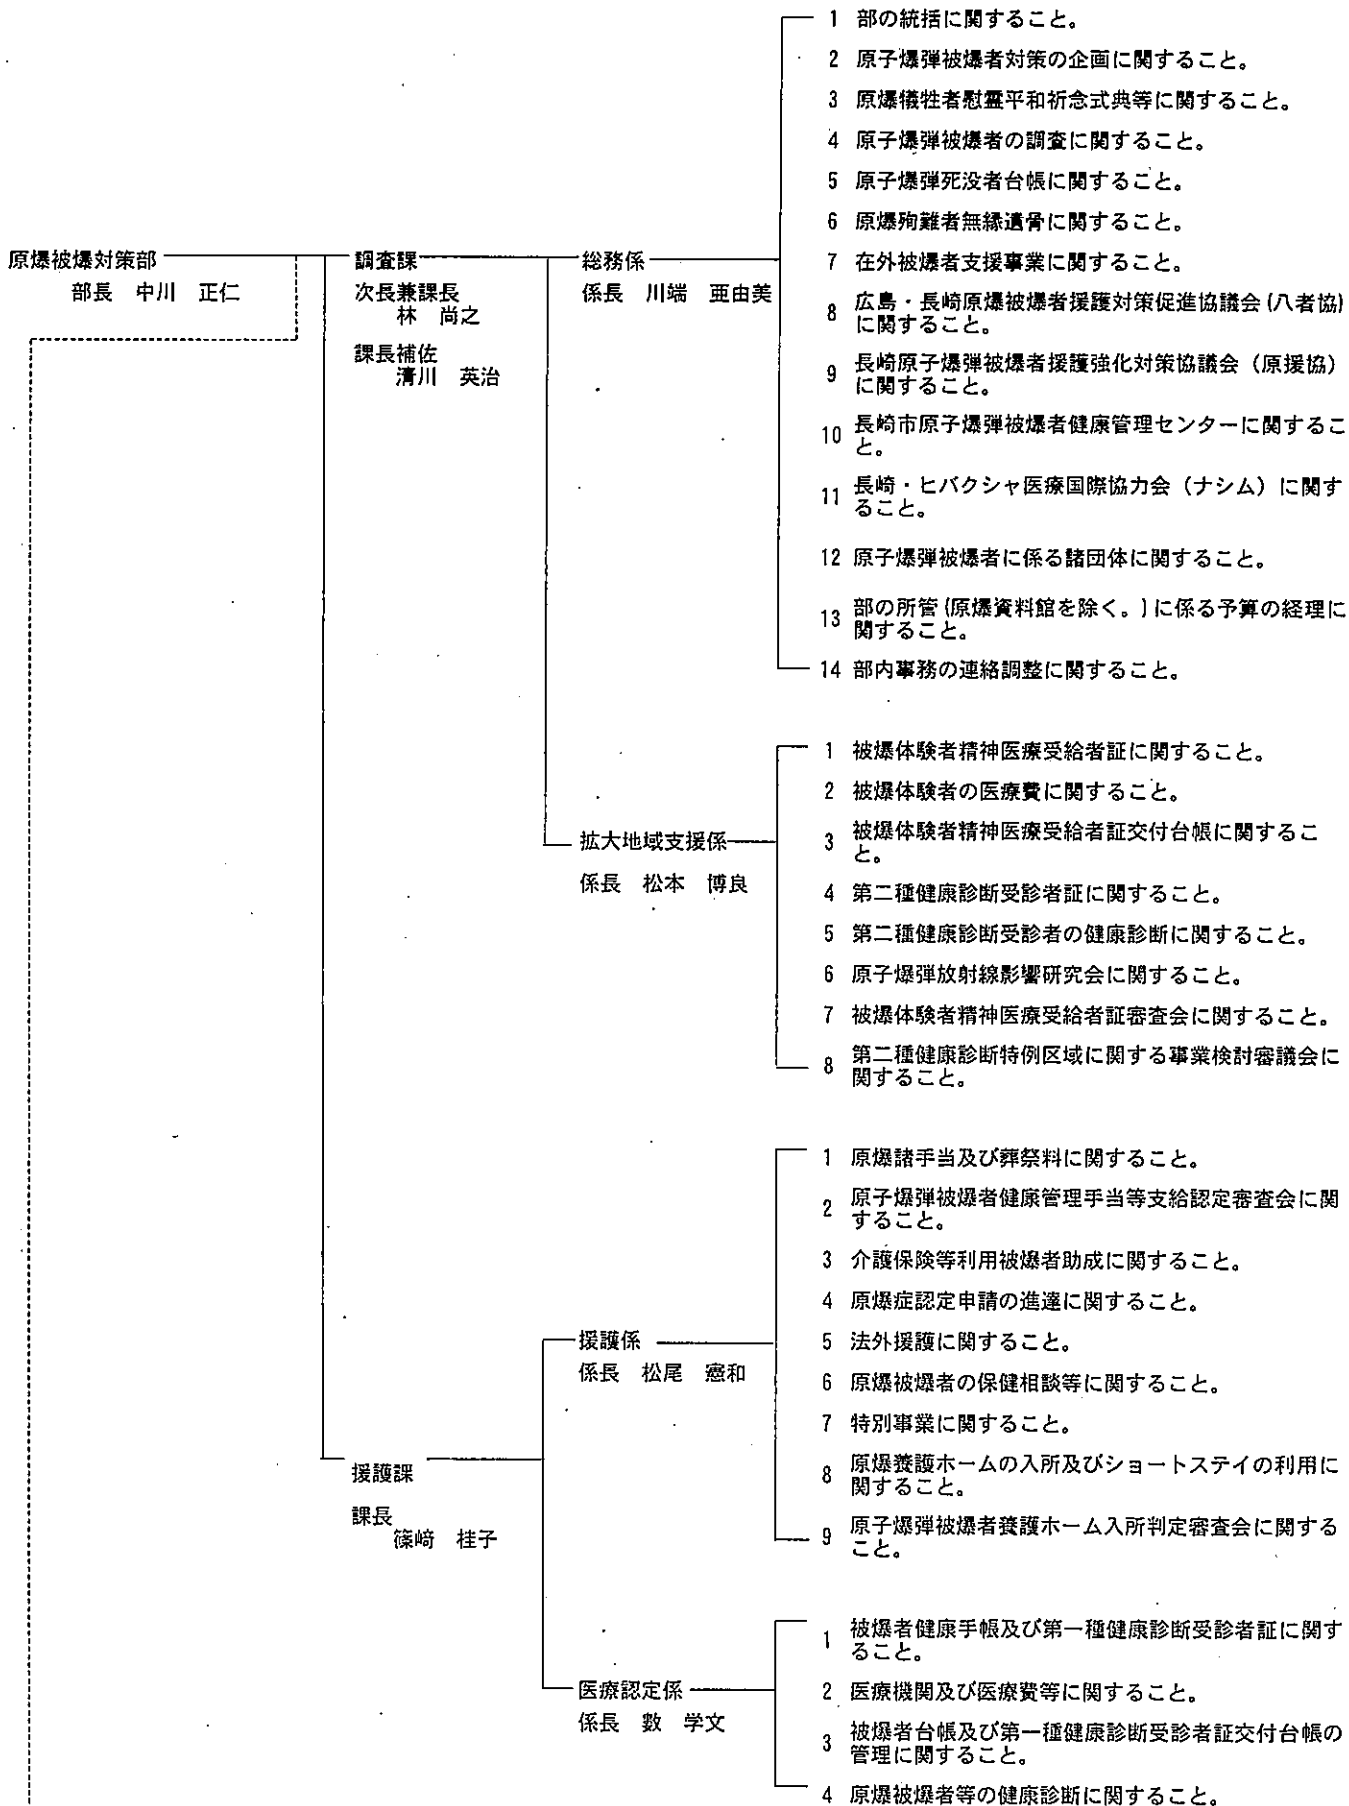 原爆被爆対策部
部長 中川 正仁
調査課
次長兼課長
林 尚之
課長補佐
清川 英治
総務係
係長 川端 亜由美
1 部の統括に関すること。
2 原子爆弾被爆者対策の企画に関すること。
3 原爆犠牲者慰霊平和祈念式典等に関すること。
4 原子爆弾被爆者の調査に関すること。
5 原子爆弾死没者台帳に関すること。
6 原爆殉難者無縁遺骨に関すること。
7 在外被爆者支援事業に関すること。
8 広島・長崎原爆被爆者援護対策促進協議会(八者協)
に関すること。
9 長崎原子爆弾被爆者援護強化対策協議会(原援協)
に関すること。
10 長崎市原子爆弾被爆者健康管理センターに関するこ
と。
11 長崎・ヒバクシャ医療国際協力会(ナシム)に関す
ること。
12 原子爆弾被爆者に係る諸団体に関すること。
13 部の所管(原爆資料館を除く。)に係る予算の経理に
関すること。
14 部内事務の連絡調整に関すること。
拡大地域支援係
係長 松本 博良
1 被爆体験者精神医療受給者証に関すること。
2 被爆体験者の医療費に関すること。
3 被爆体験者精神医療受給者証交付台帳に関するこ
と。
4 第二種健康診断受診者証に関すること。
5 第二種健康診断受診者の健康診断に関すること。
6 原子爆弾放射線影響研究会に関すること。
7 被爆体験者精神医療受給者証審査会に関すること。
8 第二種健康診断特例区域に関する事業検討審議会に
関すること。
援護課
課長
篠崎 桂子
援護係
係長 松尾 憲和
1 原爆諸手当及び葬祭料に関すること。
2 原子爆弾被爆者健康管理手当等支給認定審査会に関
すること。
3 介護保険等利用被爆者助成に関すること。
4 原爆症認定申請の進達に関すること。
5 法外援護に関すること。
6 原爆被爆者の保健相談等に関すること。
7 特別事業に関すること。
8 原爆養護ホームの入所及びショートステイの利用に
関すること。
9 原子爆弾被爆者養護ホーム入所判定審査会に関する
こと。
医療認定係
係長 數 学文
1 被爆者健康手帳及び第一種健康診断受診者証に関す
ること。
2 医療機関及び医療費等に関すること。
3 被爆者台帳及び第一種健康診断受診者証交付台帳の
管理に関すること。
4 原爆被爆者等の健康診断に関すること。